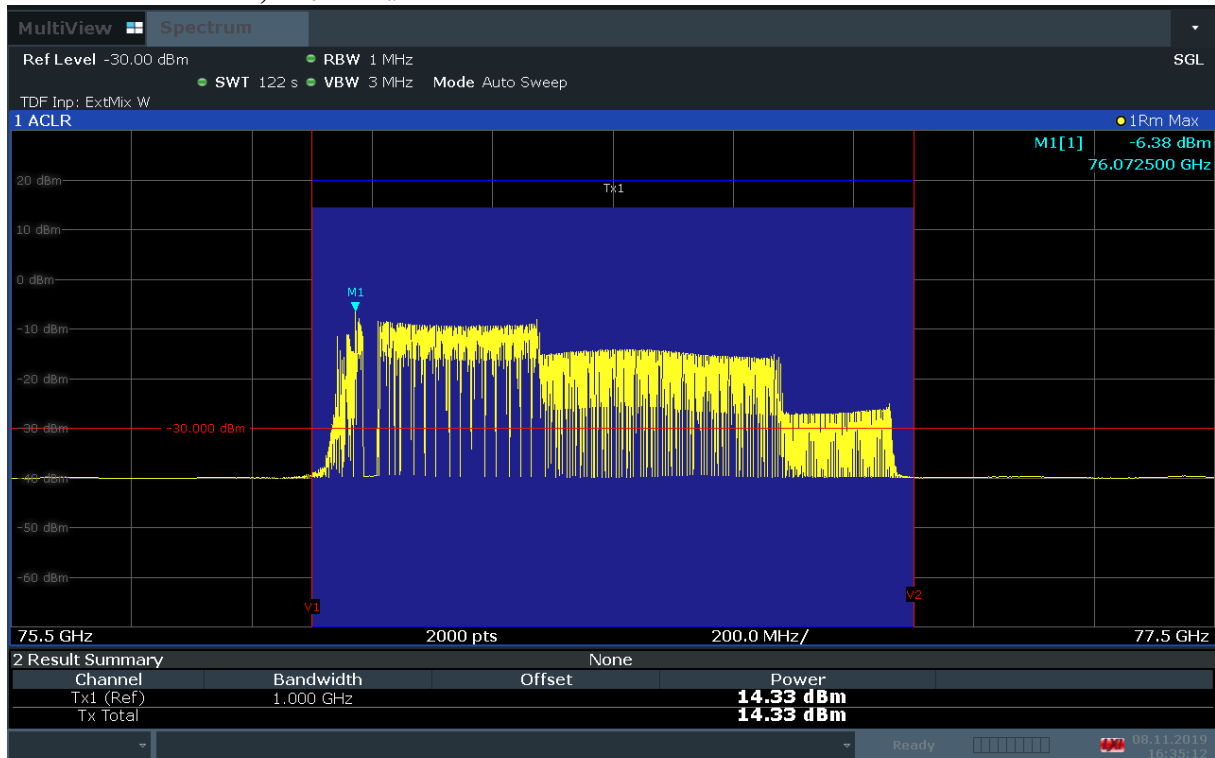 MultiView Spectrum
Ref Level -30.00 dBm RBW 1 MHz SGL
SWT 122 s VBW 3 MHz Mode Auto Sweep
TDF Inp: ExtMix W
1 ACLR 1Rm Max
M1[1] -6.38 dBm
76.072500 GHz
20 dBm
Tx1
10 dBm
0 dBm
M1
-10 dBm
-20 dBm
-30 dBm -30.000 dBm
-40 dBm
-50 dBm
-60 dBm
V1 V2
75.5 GHz 2000 pts 200.0 MHz/ 77.5 GHz
2 Result Summary None
Channel Bandwidth Offset Power
Tx1 (Ref) 1.000 GHz 14.33 dBm
Tx Total 14.33 dBm
Ready 08.11.2019
16:35:12